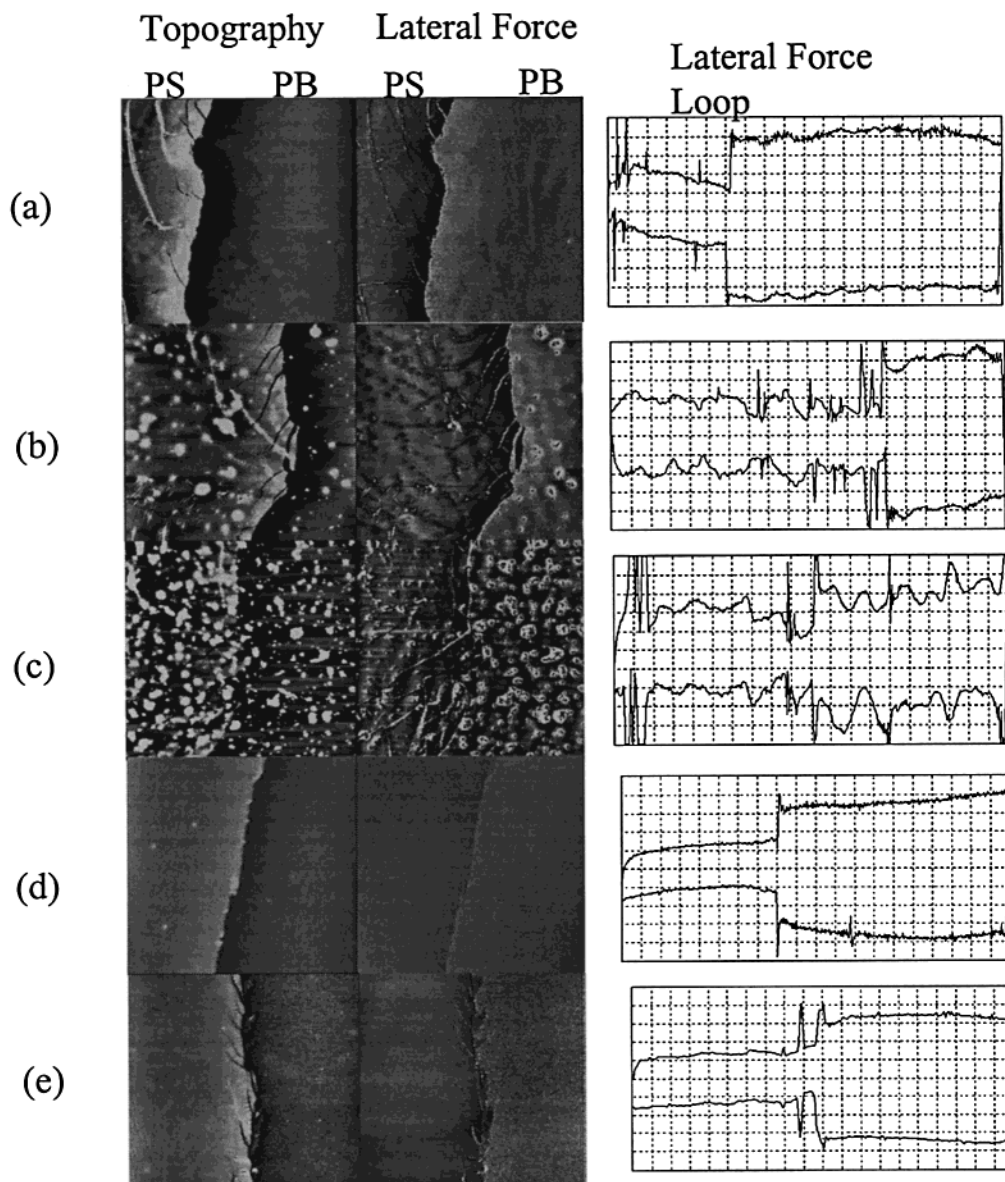 Topography Lateral Force
PS PB PS PB
Lateral Force
Loop
(a)
(b)
(c)
(d)
(e)